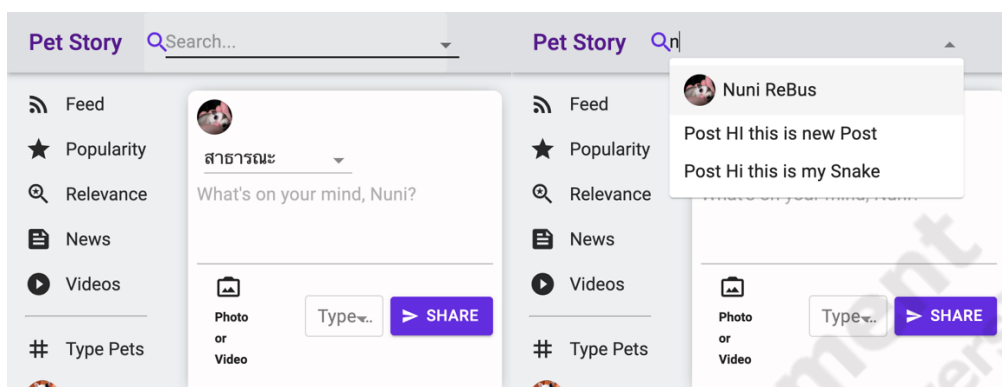 Pet Story Search...
Feed
Popularity
Relevance
News
Videos
Type Pets
สาธารณะ
What's on your mind, Nuni?
Photo
or
Video
Type...
SHARE
Pet Story n
Nuni ReBus
Post HI this is new Post
Post Hi this is my Snake
Feed
Popularity
Relevance
News
Videos
Type Pets
Photo
or
Video
Type...
SHARE